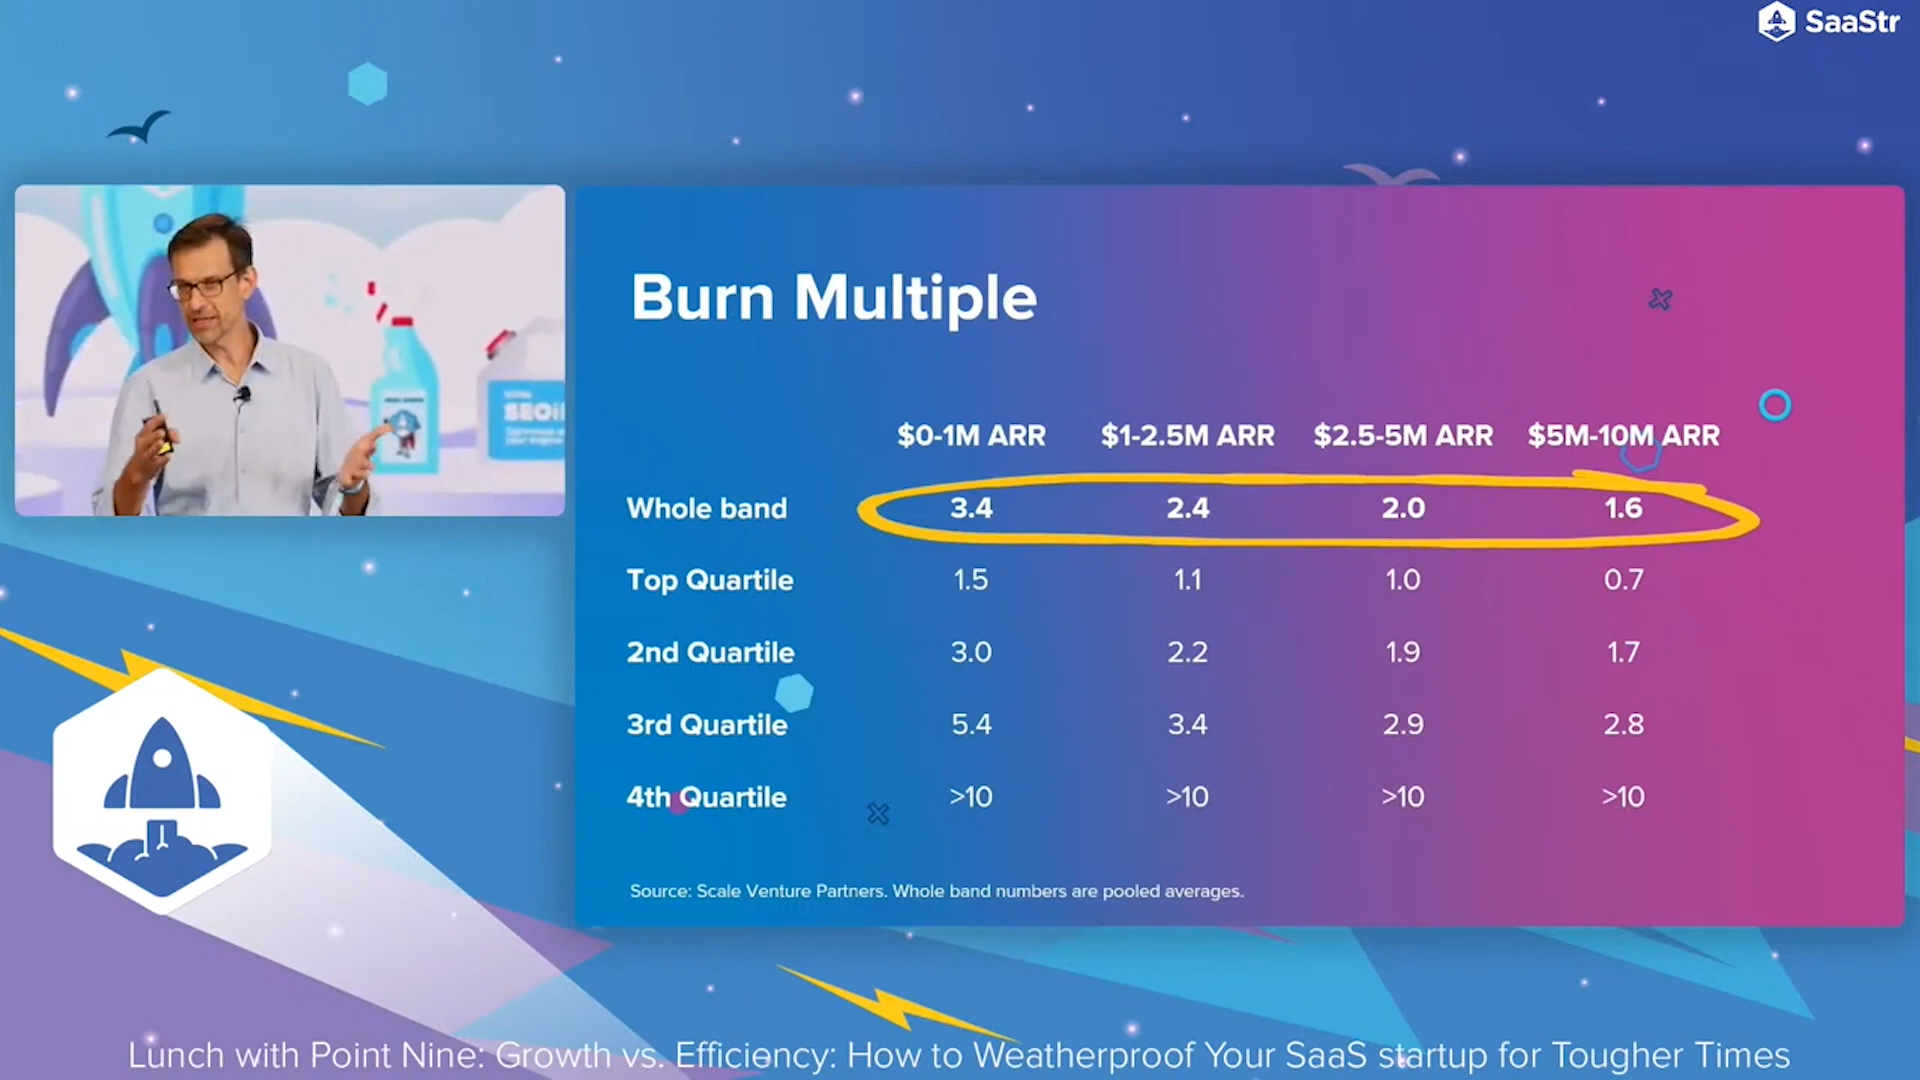 SaaStr
Burn Multiple
$0-1M ARR $1-2.5M ARR $2.5-5M ARR $5M-10M ARR
Whole band 3.4 2.4 2.0 1.6
Top Quartile 1.5 1.1 1.0 0.7
2nd Quartile 3.0 2.2 1.9 1.7
3rd Quartile 5.4 3.4 2.9 2.8
4th Quartile >10 >10 >10 >10
Source: Scale Venture Partners. Whole band numbers are pooled averages.
Lunch with Point Nine: Growth vs. Efficiency: How to Weatherproof Your SaaS startup for Tougher Times